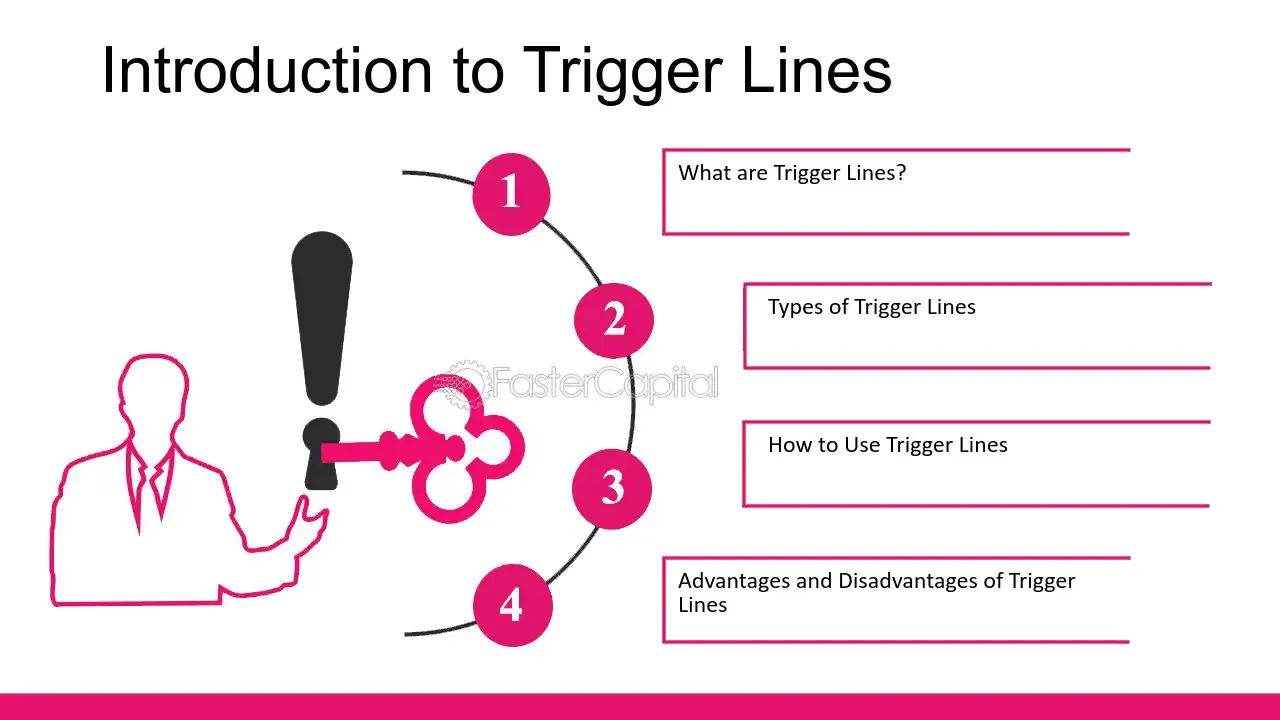 Introduction to Trigger Lines
1
What are Trigger Lines?
2
Types of Trigger Lines
FasterCapital
3
How to Use Trigger Lines
4
Advantages and Disadvantages of Trigger
Lines